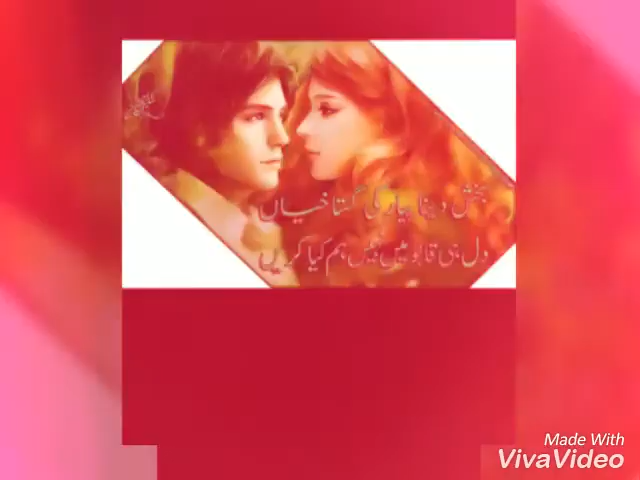 بخش دینا پیار کی گستاخیاں
دل ہی قابو میں نہیں ہم کیا کریں
Made With
VivaVideo